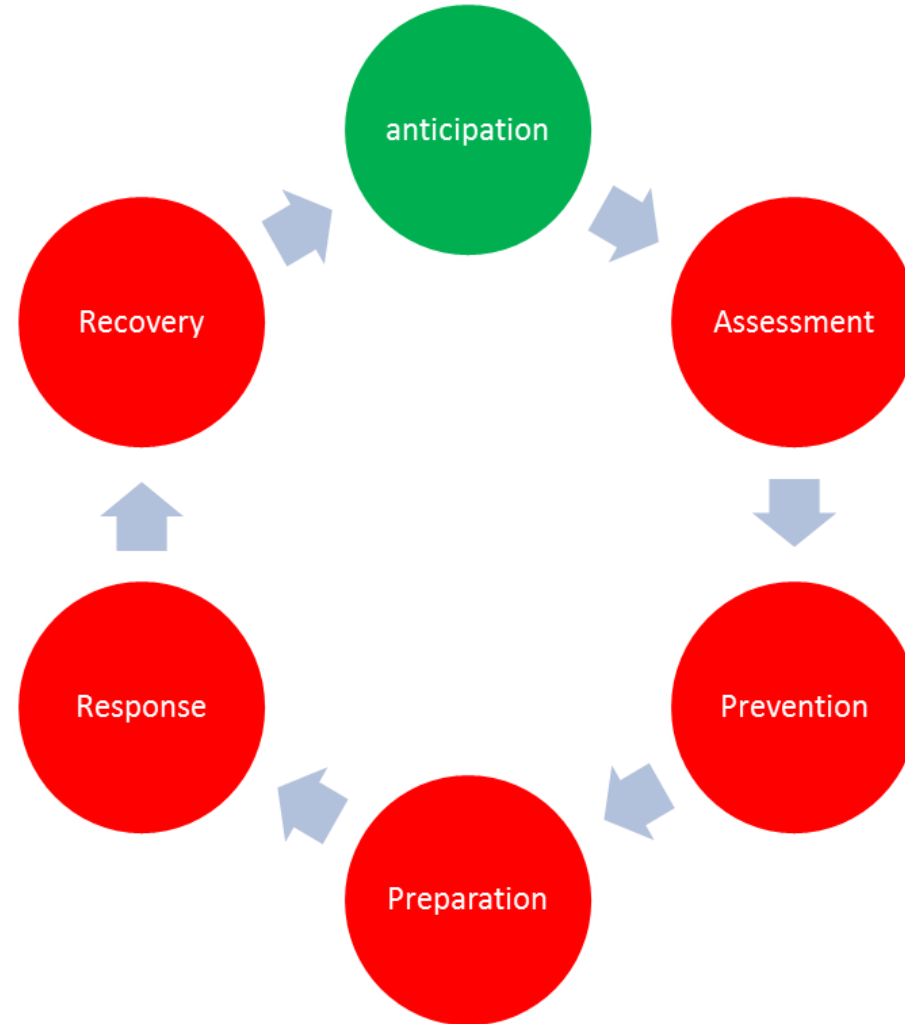 anticipation
Assessment
Prevention
Preparation
Response
Recovery